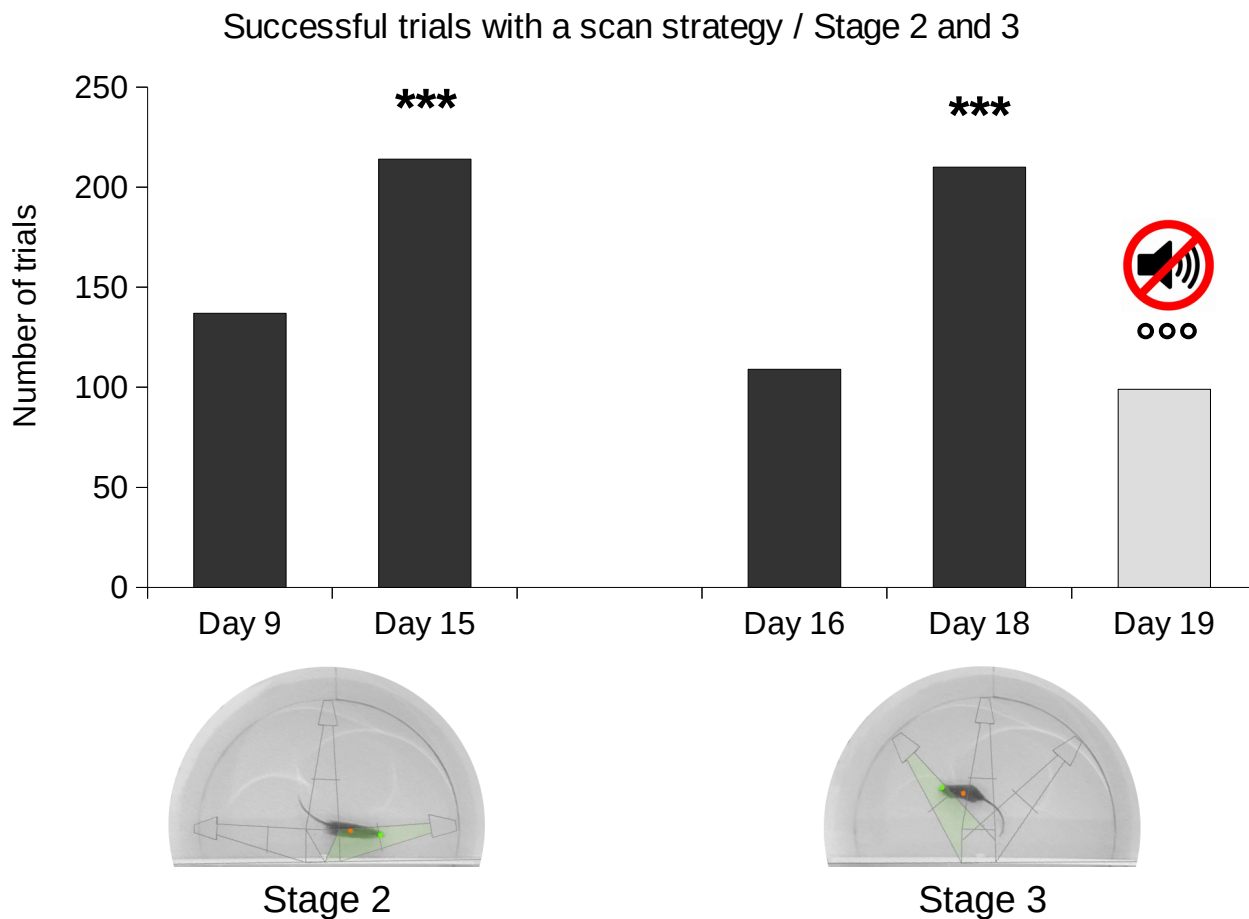 Successful trials with a scan strategy / Stage 2 and 3
Number of trials
250
200
150
100
50
0
***
***
°°°
Day 9 Day 15 Day 16 Day 18 Day 19
Stage 2 Stage 3